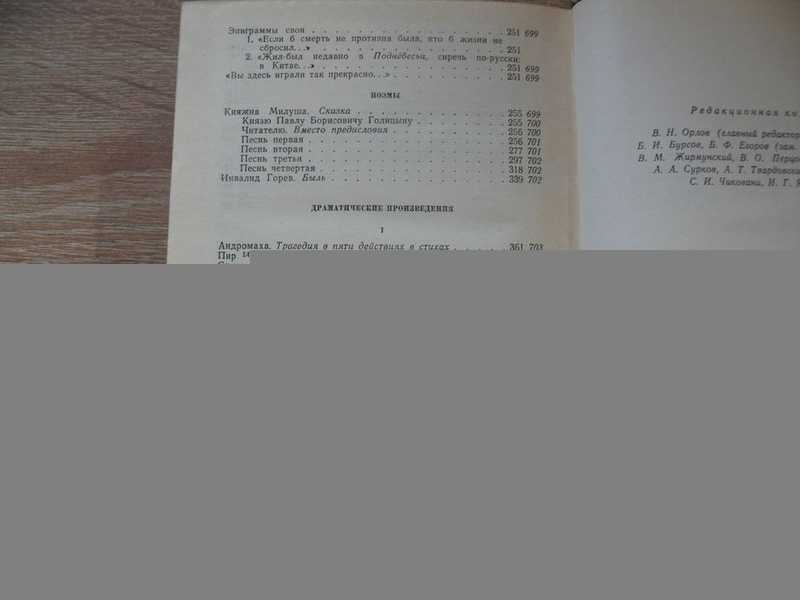 Эпиграммы свои . . . . . . . . . . . . . . . . 251 699
1. «Если б смерть не противна была, кто б жизни не
сбросил. . .» . . . . . . . . . . . . . . . 251
2. «Жил-был недавно в Поднебесьи, сиречь по-русски:
в Китае. . .» . . . . . . . . . . . . . . . 251 699
«Вы здесь играли так прекрасно. . .» . . . . . . . . . 251 699
ПОЭМЫ
Княжна Милуша. Сказка . . . . . . . . . . . . . 255 699
Князю Павлу Борисовичу Голицыну . . . . . . . 255 700
Читателю. Вместо предисловия . . . . . . . . . 256 700
Песнь первая . . . . . . . . . . . . . . . . 256 701
Песнь вторая . . . . . . . . . . . . . . . . 277 701
Песнь третья . . . . . . . . . . . . . . . . 297 702
Песнь четвертая . . . . . . . . . . . . . . . 318 702
Инвалид Горев. Быль . . . . . . . . . . . . . . 339 702
ДРАМАТИЧЕСКИЕ ПРОИЗВЕДЕНИЯ
I
Андромаха. Трагедия в пяти действиях в стихах . . . . . 361 703
Пир
Редакционная
В. Н. Орлов (главный редактор
Б. И. Бурсов, Б. Ф. Егоров (зам.
В. М. Жирмунский, В. О. Перцо
А. А. Сурков, А. Т. Твардовски
С. И. Чиковани, И. Г.